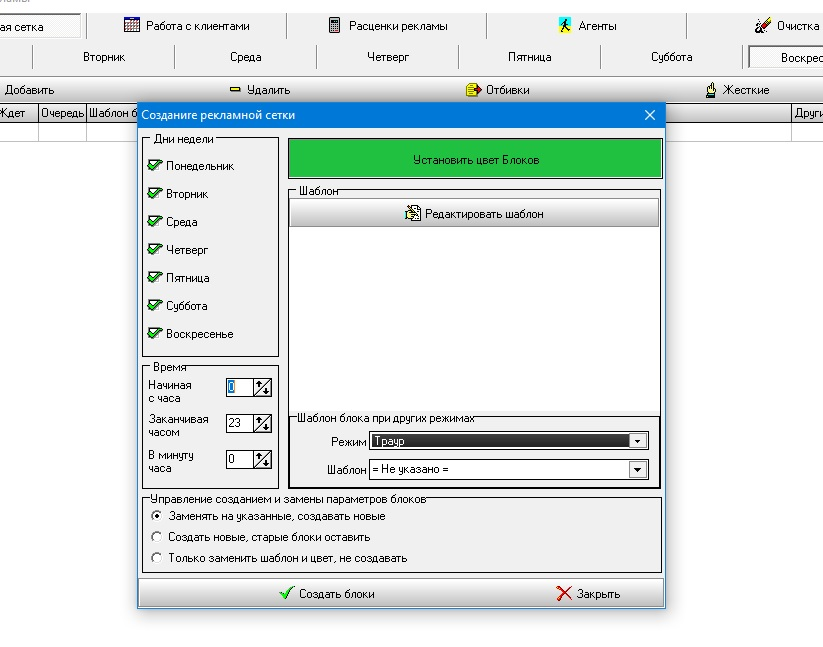 ая сетка
Работа с клиентами
Расценки рекламы
Агенты
Очистка
Вторник
Среда
Четверг
Пятница
Суббота
Воскрес
Добавить
Удалить
Отбивки
Жесткие
Ждет
Очередь
Шаблон б
Други
Созданиге рекламной сетки
Дни недели
Понедельник
Вторник
Среда
Четверг
Пятница
Суббота
Воскресенье
Установить цвет Блоков
Шаблон
Редактировать шаблон
Время
Начиная
с часа
0
Заканчивая
часом
23
В минуту
часа
0
Шаблон блока при других режимах
Режим
Траур
Шаблон
= Не указано =
Управление созданием и замены параметров блоков
Заменять на указанные, создавать новые
Создать новые, старые блоки оставить
Только заменить шаблон и цвет, не создавать
Создать блоки
Закрыть